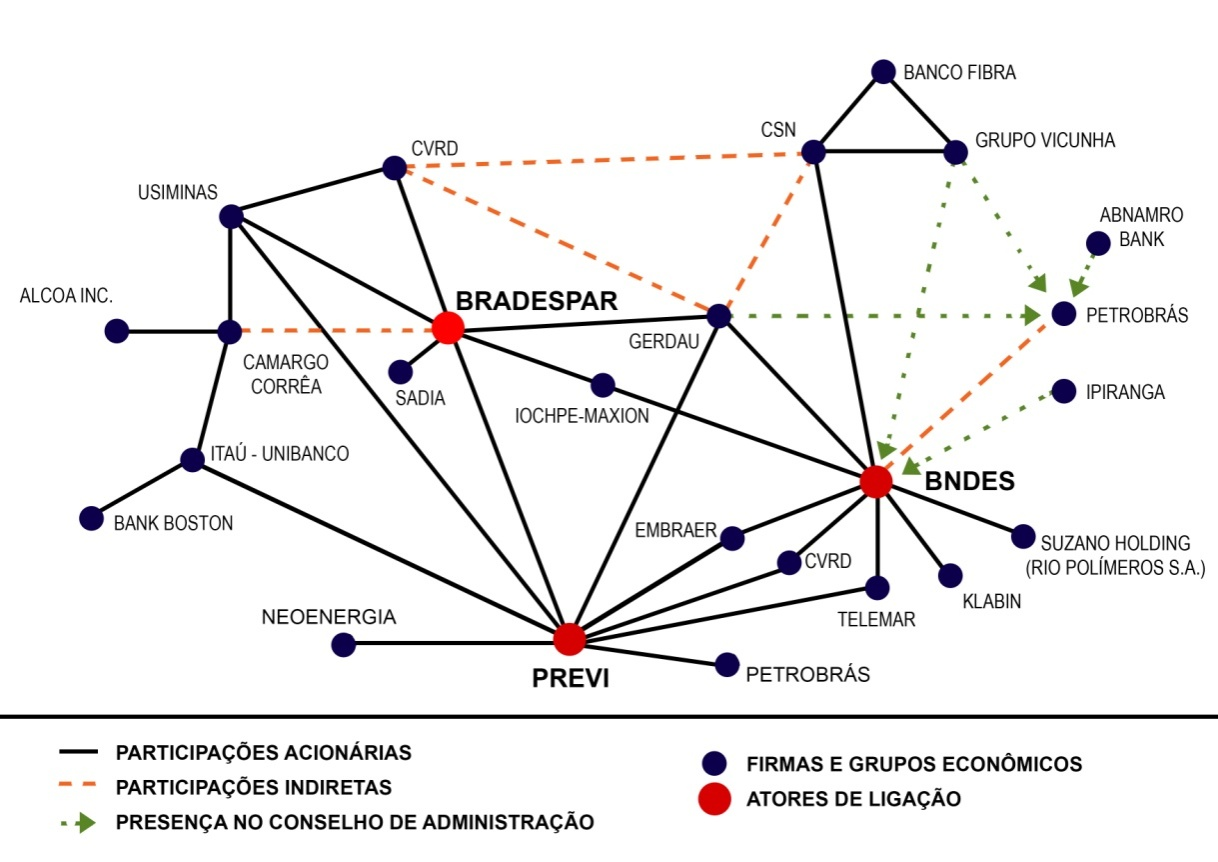 BANCO FIBRA
CSN
GRUPO VICUNHA
CVRD
USIMINAS
ABNAMRO
BANK
ALCOA INC.
BRADESPAR
PETROBRÁS
GERDAU
CAMARGO
CORRÊA
SADIA
IOCHPE-MAXION
IPIRANGA
ITAÚ - UNIBANCO
BNDES
BANK BOSTON
EMBRAER
SUZANO HOLDING
(RIO POLÍMEROS S.A.)
CVRD
KLABIN
TELEMAR
NEOENERGIA
PREVI
PETROBRÁS
PARTICIPAÇÕES ACIONÁRIAS
PARTICIPAÇÕES INDIRETAS
PRESENÇA NO CONSELHO DE ADMINISTRAÇÃO
FIRMAS E GRUPOS ECONÔMICOS
ATORES DE LIGAÇÃO